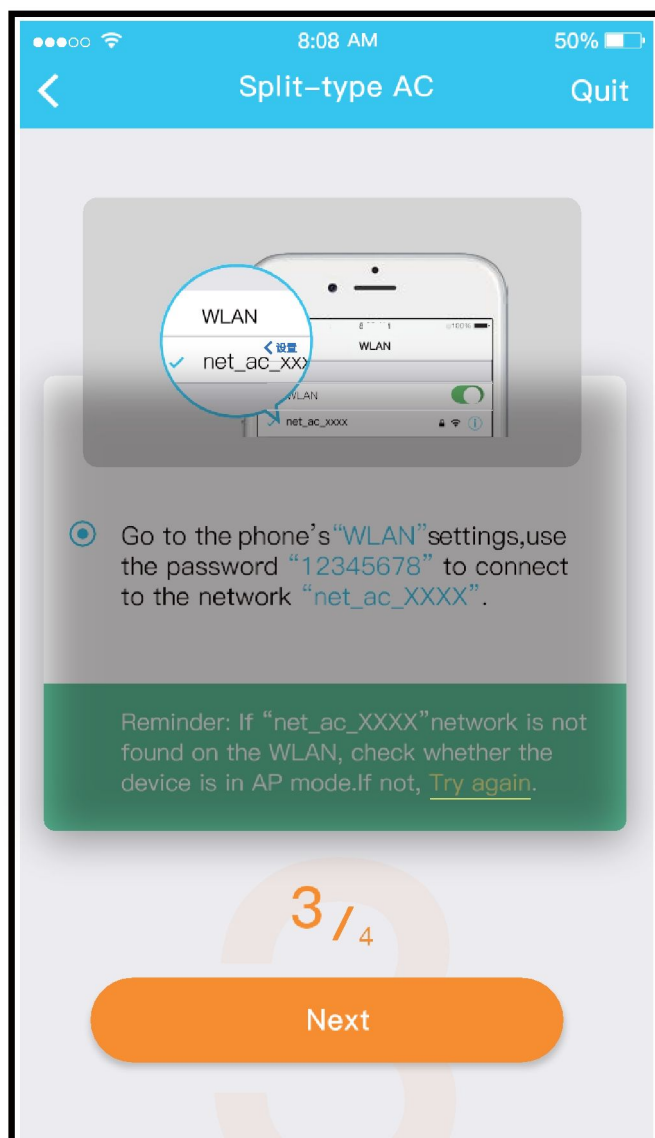 8:08 AM
50%
Split-type AC
Quit
WLAN
net_ac_xxx
设置
WLAN
WLAN
net_ac_xxxx
Go to the phone's“WLAN”settings,use
the password “12345678” to connect
to the network “net_ac_XXXX”.
Reminder: If “net_ac_XXXX”network is not
found on the WLAN, check whether the
device is in AP mode.If not, Try again.
3/4
Next